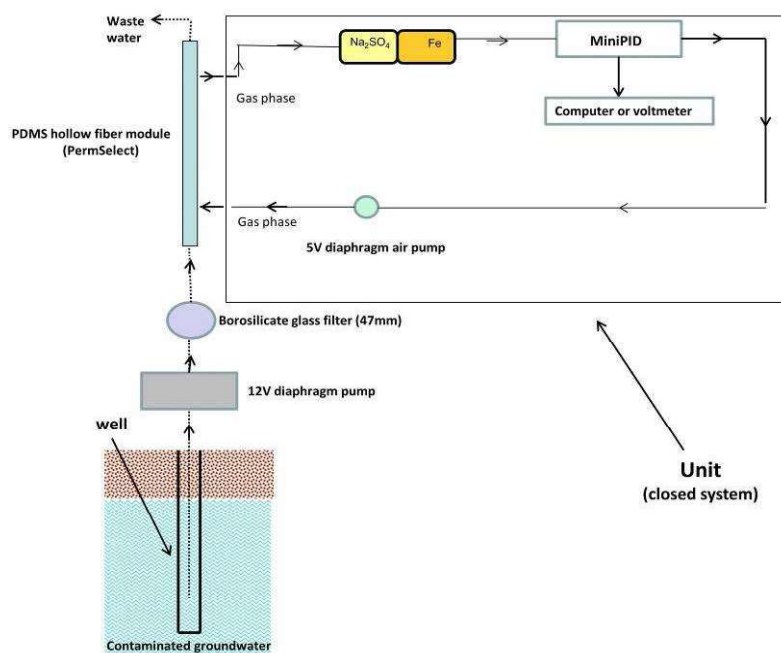 Waste
water
Na₂SO₄
Fe
MiniPID
Gas phase
Computer or voltmeter
PDMS hollow fiber module
(PermSelect)
Gas phase
5V diaphragm air pump
Borosilicate glass filter (47mm)
12V diaphragm pump
well
Unit
(closed system)
Contaminated groundwater